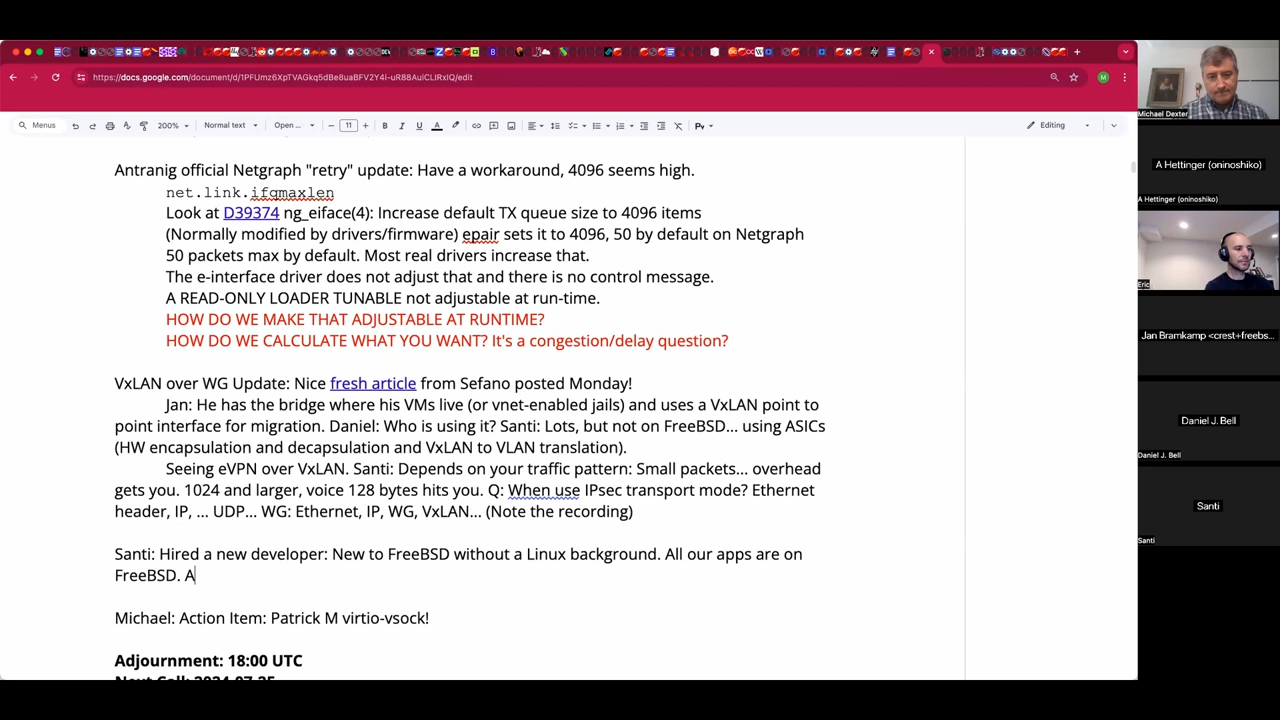 https://docs.google.com/document/d/1PFUmz6XpTVAGkq5dBe8uaBFV2Y4i-uR88AuiCLIRxIQ/edit
Menus
200%
Normal text
Open ...
11
Editing
Antranig official Netgraph "retry" update: Have a workaround, 4096 seems high.
net.link.ifqmaxlen
Look at D39374 ng_eiface(4): Increase default TX queue size to 4096 items
(Normally modified by drivers/firmware) epair sets it to 4096, 50 by default on Netgraph
50 packets max by default. Most real drivers increase that.
The e-interface driver does not adjust that and there is no control message.
A READ-ONLY LOADER TUNABLE not adjustable at run-time.
HOW DO WE MAKE THAT ADJUSTABLE AT RUNTIME?
HOW DO WE CALCULATE WHAT YOU WANT? It's a congestion/delay question?
VxLAN over WG Update: Nice fresh article from Sefano posted Monday!
Jan: He has the bridge where his VMs live (or vnet-enabled jails) and uses a VxLAN point to
point interface for migration. Daniel: Who is using it? Santi: Lots, but not on FreeBSD... using ASICs
(HW encapsulation and decapsulation and VxLAN to VLAN translation).
Seeing eVPN over VxLAN. Santi: Depends on your traffic pattern: Small packets... overhead
gets you. 1024 and larger, voice 128 bytes hits you. Q: When use IPsec transport mode? Ethernet
header, IP, ... UDP... WG: Ethernet, IP, WG, VxLAN... (Note the recording)
Santi: Hired a new developer: New to FreeBSD without a Linux background. All our apps are on
FreeBSD. A
Michael: Action Item: Patrick M virtio-vsock!
Adjournment: 18:00 UTC
Next Call: 2024-07-25
Michael Dexter
A Hettinger (oninoshiko)
A Hettinger (oninoshiko)
Eric
Jan Bramkamp <crest+freebs...
Daniel J. Bell
Daniel J. Bell
Santi
Santi